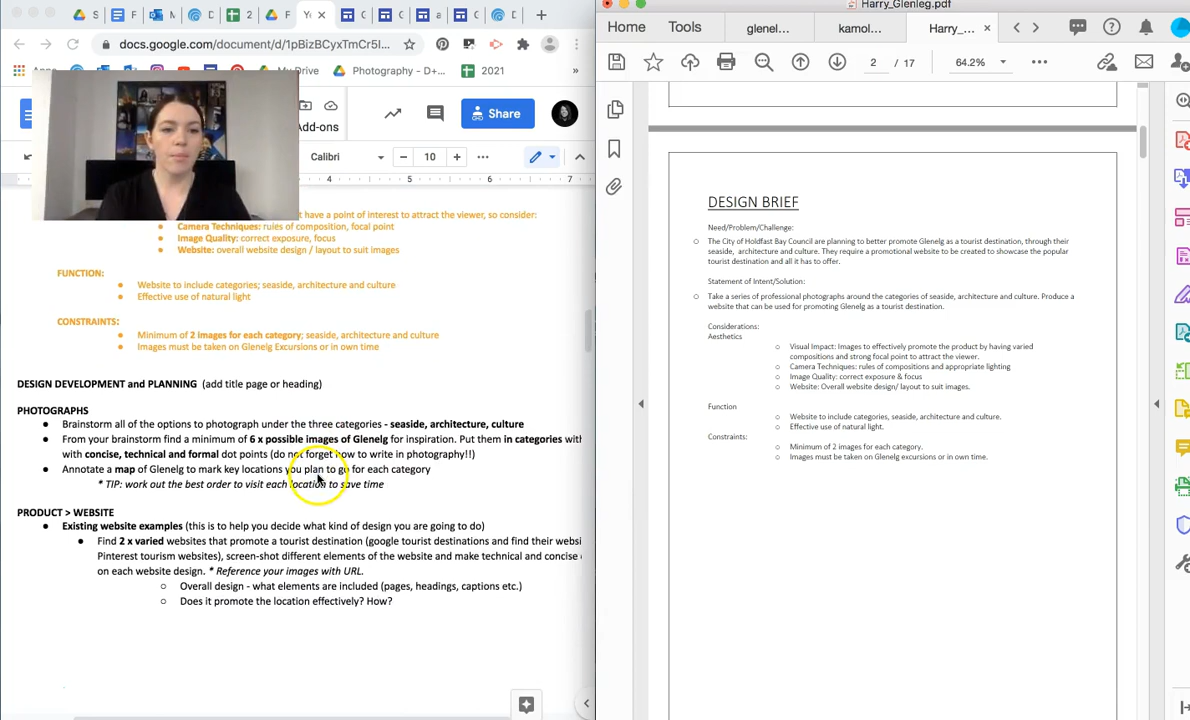 Harry_Glenleg.pdf
Yo
docs.google.com/document/d/1pBizBCyxTmCr5I...
My Drive
Photography - D+...
2021
»
Share
dd-ons
Calibri
10
4 5 6 7
Home
Tools
glenel...
kamol...
Harry_...
2 / 17
64.2%
t have a point of interest to attract the viewer, so consider:
Camera Techniques: rules of composition, focal point
Image Quality: correct exposure, focus
Website: overall website design / layout to suit images
FUNCTION:
Website to include categories; seaside, architecture and culture
Effective use of natural light
CONSTRAINTS:
Minimum of 2 images for each category; seaside, architecture and culture
Images must be taken on Glenelg Excursions or in own time
DESIGN DEVELOPMENT and PLANNING (add title page or heading)
PHOTOGRAPHS
Brainstorm all of the options to photograph under the three categories - seaside, architecture, culture
From your brainstorm find a minimum of 6 x possible images of Glenelg for inspiration. Put them in categories with
with concise, technical and formal dot points (do not forget how to write in photography!!)
Annotate a map of Glenelg to mark key locations you plan to go for each category
* TIP: work out the best order to visit each location to save time
PRODUCT > WEBSITE
Existing website examples (this is to help you decide what kind of design you are going to do)
Find 2 x varied websites that promote a tourist destination (google tourist destinations and find their websi
Pinterest tourism websites), screen-shot different elements of the website and make technical and concise
on each website design. * Reference your images with URL.
Overall design - what elements are included (pages, headings, captions etc.)
Does it promote the location effectively? How?
DESIGN BRIEF
Need/Problem/Challenge:
The City of Holdfast Bay Council are planning to better promote Glenelg as a tourist destination, through their
seaside, architecture and culture. They require a promotional website to be created to showcase the popular
tourist destination and all it has to offer.
Statement of Intent/Solution:
Take a series of professional photographs around the categories of seaside, architecture and culture. Produce a
website that can be used for promoting Glenelg as a tourist destination.
Considerations:
Aesthetics
Visual Impact: Images to effectively promote the product by having varied
compositions and strong focal point to attract the viewer.
Camera Techniques: rules of compositions and appropriate lighting
Image Quality: correct exposure & focus
Website: Overall website design/ layout to suit images.
Function
Website to include categories, seaside, architecture and culture.
Effective use of natural light.
Constraints:
Minimum of 2 images for each category.
Images must be taken on Glenelg excursions or in own time.